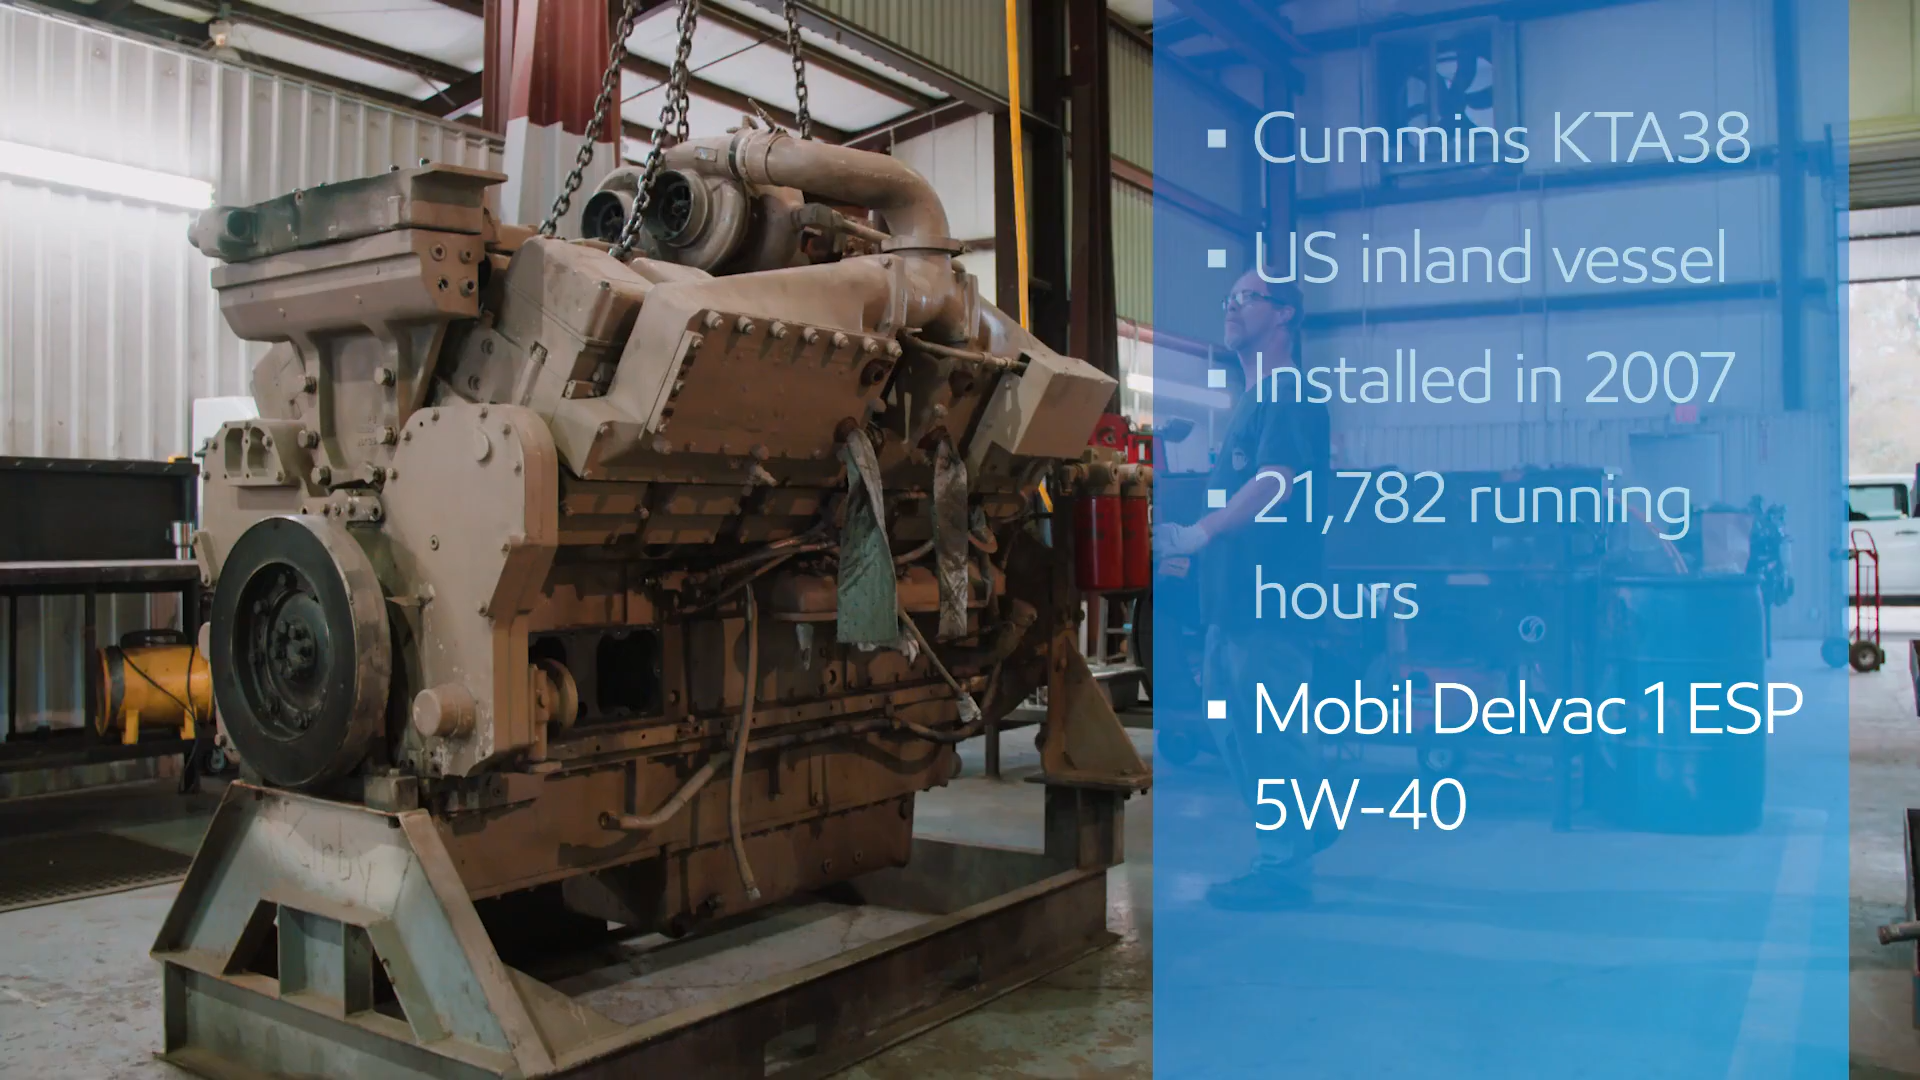 ▪ Cummins KTA38
▪ US inland vessel
▪ Installed in 2007
▪ 21,782 running
hours
▪ Mobil Delvac 1 ESP
5W-40